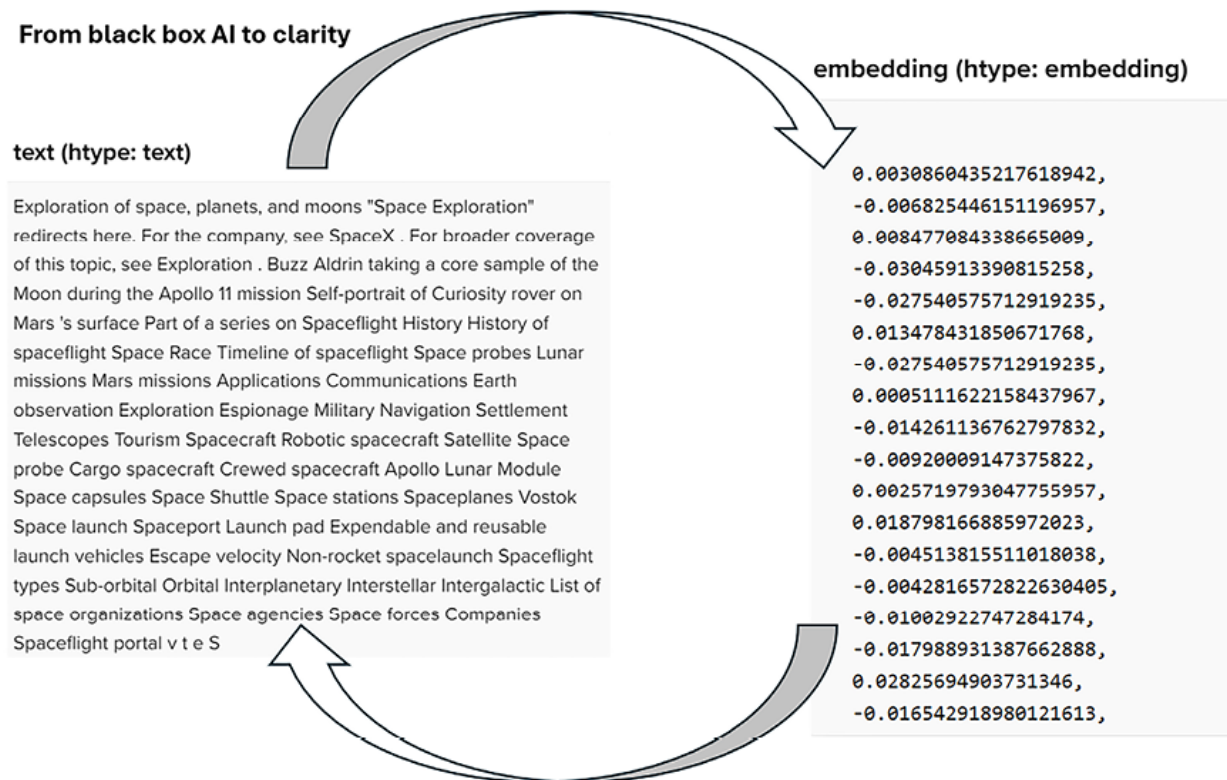 From black box AI to clarity
embedding (htype: embedding)
text (htype: text)
Exploration of space, planets, and moons "Space Exploration"
redirects here. For the company, see SpaceX . For broader coverage
of this topic, see Exploration . Buzz Aldrin taking a core sample of the
Moon during the Apollo 11 mission Self-portrait of Curiosity rover on
Mars 's surface Part of a series on Spaceflight History History of
spaceflight Space Race Timeline of spaceflight Space probes Lunar
missions Mars missions Applications Communications Earth
observation Exploration Espionage Military Navigation Settlement
Telescopes Tourism Spacecraft Robotic spacecraft Satellite Space
probe Cargo spacecraft Crewed spacecraft Apollo Lunar Module
Space capsules Space Shuttle Space stations Spaceplanes Vostok
Space launch Spaceport Launch pad Expendable and reusable
launch vehicles Escape velocity Non-rocket spacelaunch Spaceflight
types Sub-orbital Orbital Interplanetary Interstellar Intergalactic List of
space organizations Space agencies Space forces Companies
Spaceflight portal v t e S
0.0030860435217618942,
-0.006825446151196957,
0.008477084338665009,
-0.03045913390815258,
-0.027540575712919235,
0.013478431850671768,
-0.027540575712919235,
0.0005111622158437967,
-0.014261136762797832,
-0.00920009147375822,
0.0025719793047755957,
0.018798166885972023,
-0.004513815511018038,
-0.0042816572822630405,
-0.01002922747284174,
-0.017988931387662888,
0.02825694903731346,
-0.016542918980121613,